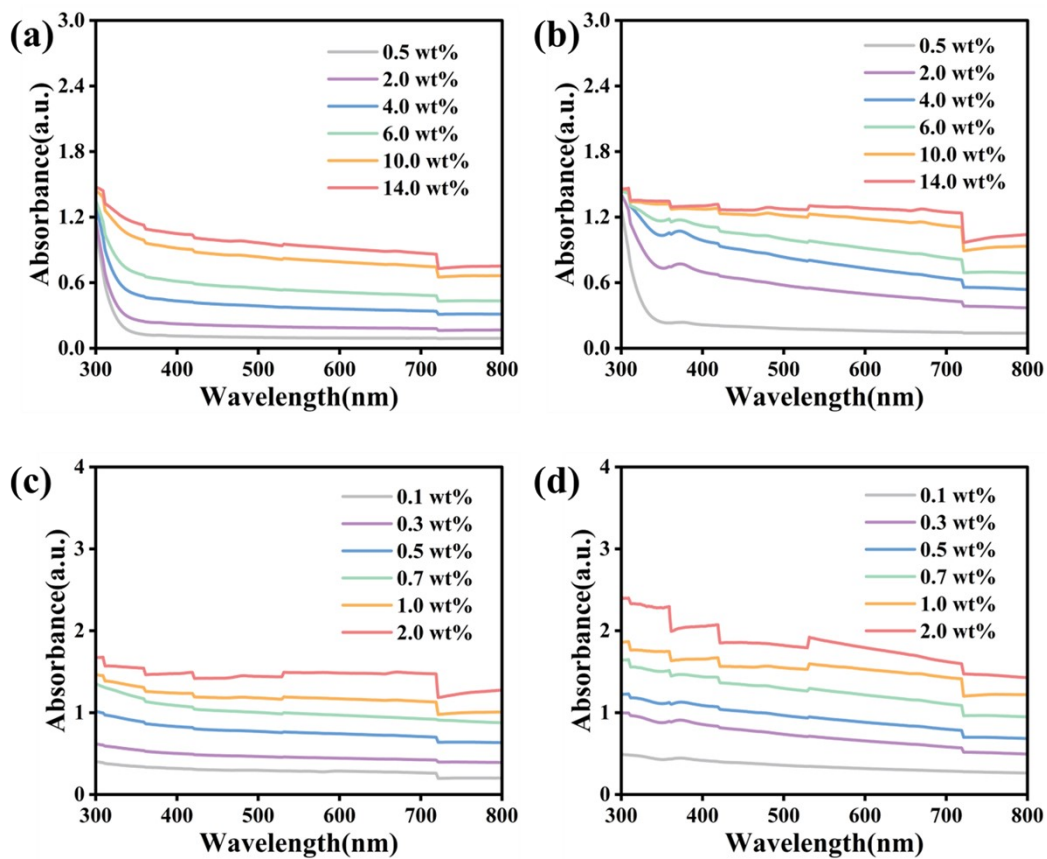 (a)
3.0
2.4
1.8
1.2
0.6
0.0
Absorbance(a.u.)
0.5 wt%
2.0 wt%
4.0 wt%
6.0 wt%
10.0 wt%
14.0 wt%
300 400 500 600 700 800
Wavelength(nm)
(b)
3.0
2.4
1.8
1.2
0.6
0.0
Absorbance(a.u.)
0.5 wt%
2.0 wt%
4.0 wt%
6.0 wt%
10.0 wt%
14.0 wt%
300 400 500 600 700 800
Wavelength(nm)
(c)
4
3
2
1
0
Absorbance(a.u.)
0.1 wt%
0.3 wt%
0.5 wt%
0.7 wt%
1.0 wt%
2.0 wt%
300 400 500 600 700 800
Wavelength(nm)
(d)
4
3
2
1
0
Absorbance(a.u.)
0.1 wt%
0.3 wt%
0.5 wt%
0.7 wt%
1.0 wt%
2.0 wt%
300 400 500 600 700 800
Wavelength(nm)